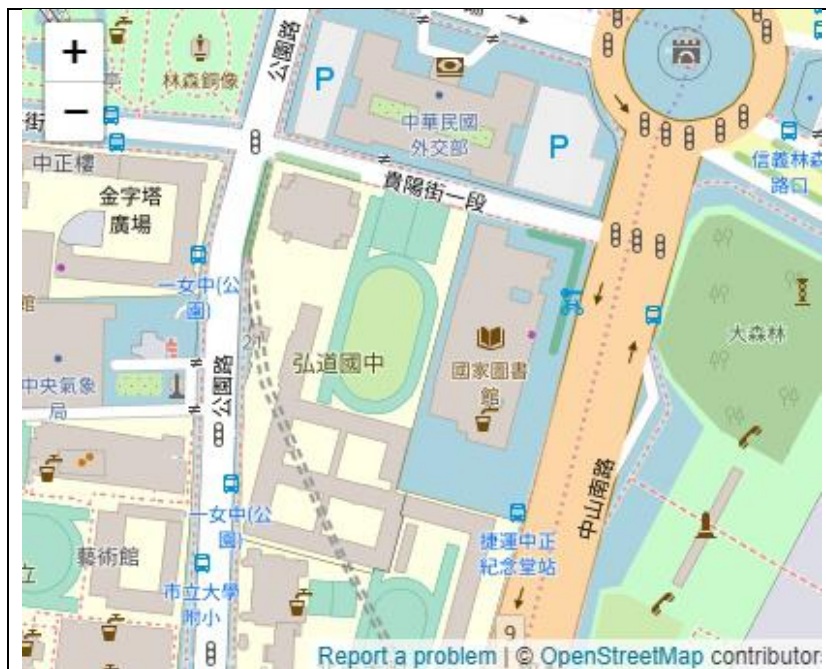 +
−
林森銅像
亭
街
公園路
P
中華民國
外交部
P
信義林森
路口
中正樓
金字塔
廣場
貴陽街一段
一女中(公
園)
館
大森林
21
弘道國中
國家圖書
館
中央氣象
局
公園路
中山南路
一女中(公
園)
捷運中正
紀念堂站
藝術館
立
市立大學
附小
9
Report a problem | © OpenStreetMap contributor